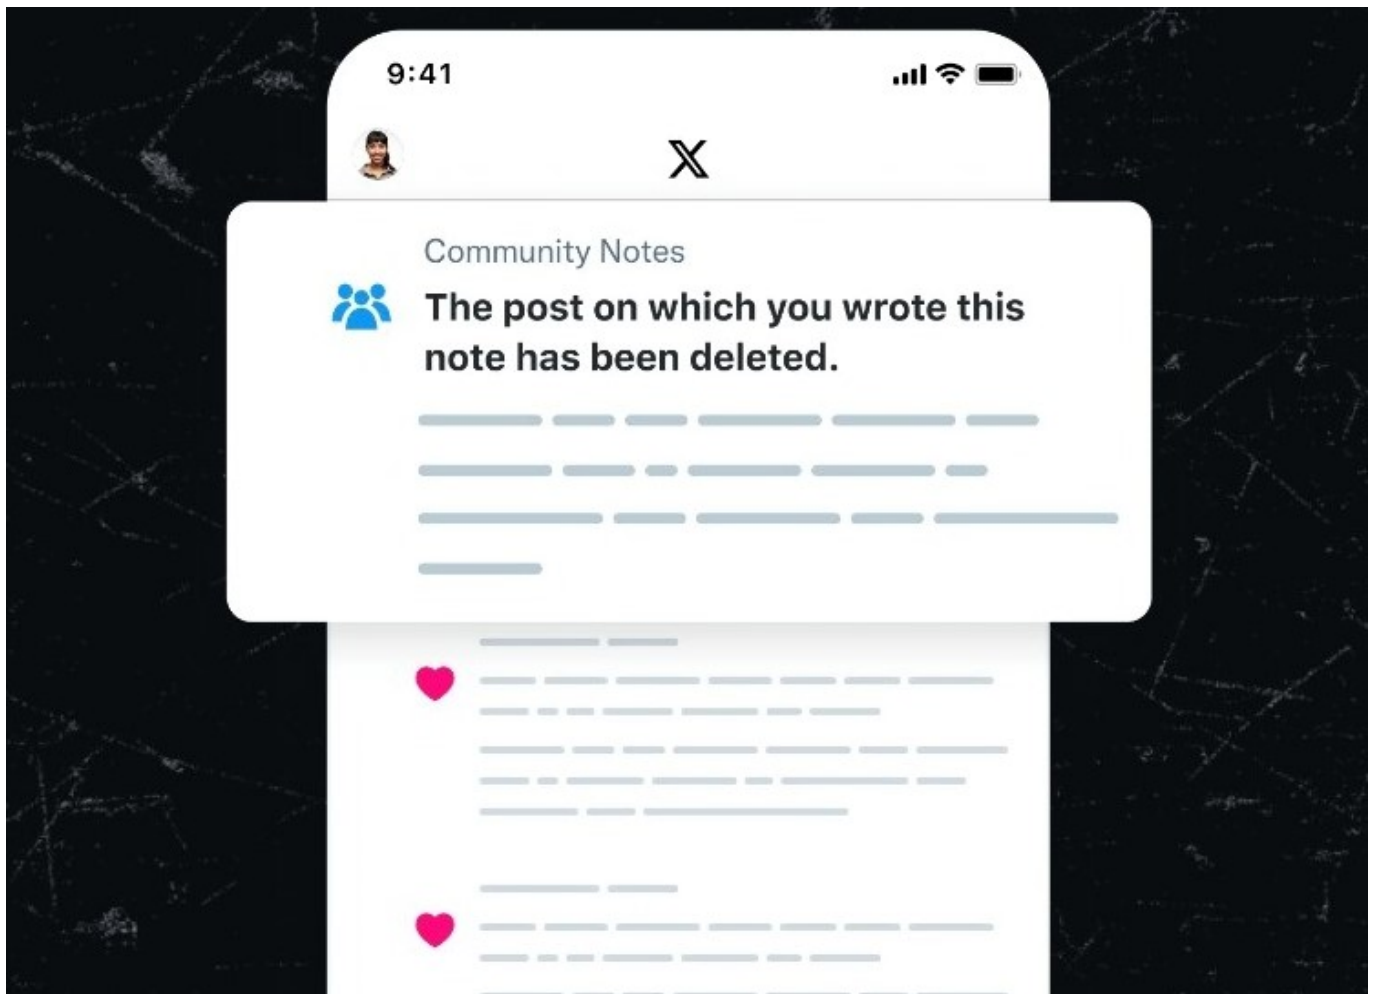 9:41
X
Community Notes
The post on which you wrote this
note has been deleted.